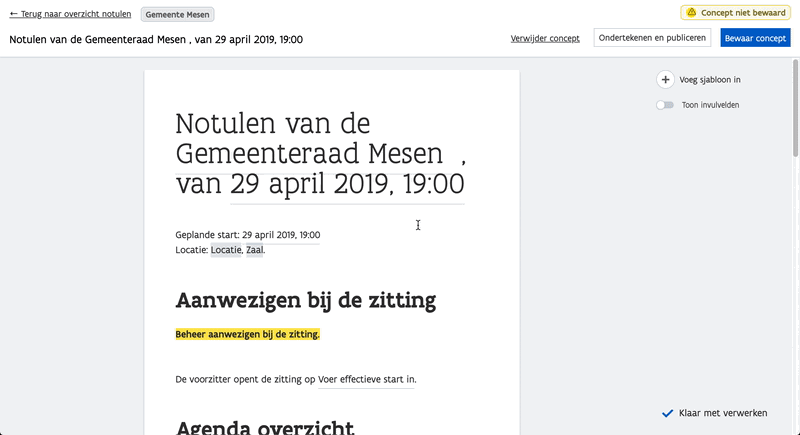 ← Terug naar overzicht notulen
Gemeente Mesen
Concept niet bewaard
Notulen van de Gemeenteraad Mesen , van 29 april 2019, 19:00
Verwijder concept
Ondertekenen en publiceren
Bewaar concept
Voeg sjabloon in
Toon invulvelden
Notulen van de
Gemeenteraad Mesen ,
van 29 april 2019, 19:00
Geplande start: 29 april 2019, 19:00
Locatie: Locatie, Zaal.
Aanwezigen bij de zitting
Beheer aanwezigen bij de zitting.
De voorzitter opent de zitting op Voer effectieve start in.
Klaar met verwerken
Agenda overzicht